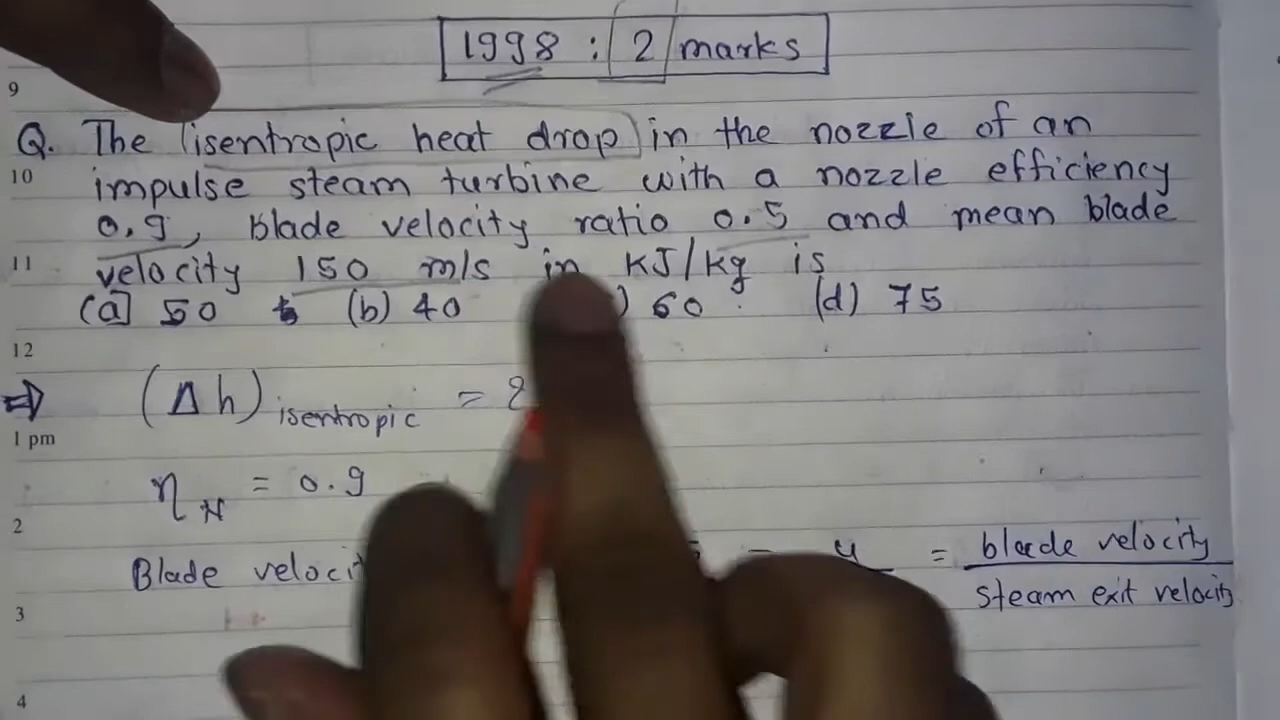 1998 : 2 marks
9
Q. The isentropic heat drop in the nozzle of an
10 impulse steam turbine with a nozzle efficiency
0.9, blade velocity ratio 0.5 and mean blade
11 velocity 150 m/s in KJ/kg is
(a) 50 (b) 40 ) 60 (d) 75
12
⇒ (Δh) isentropic =
1 pm
η N = 0.9
2
Blade = u = blade velocity
steam exit velocity
3
4